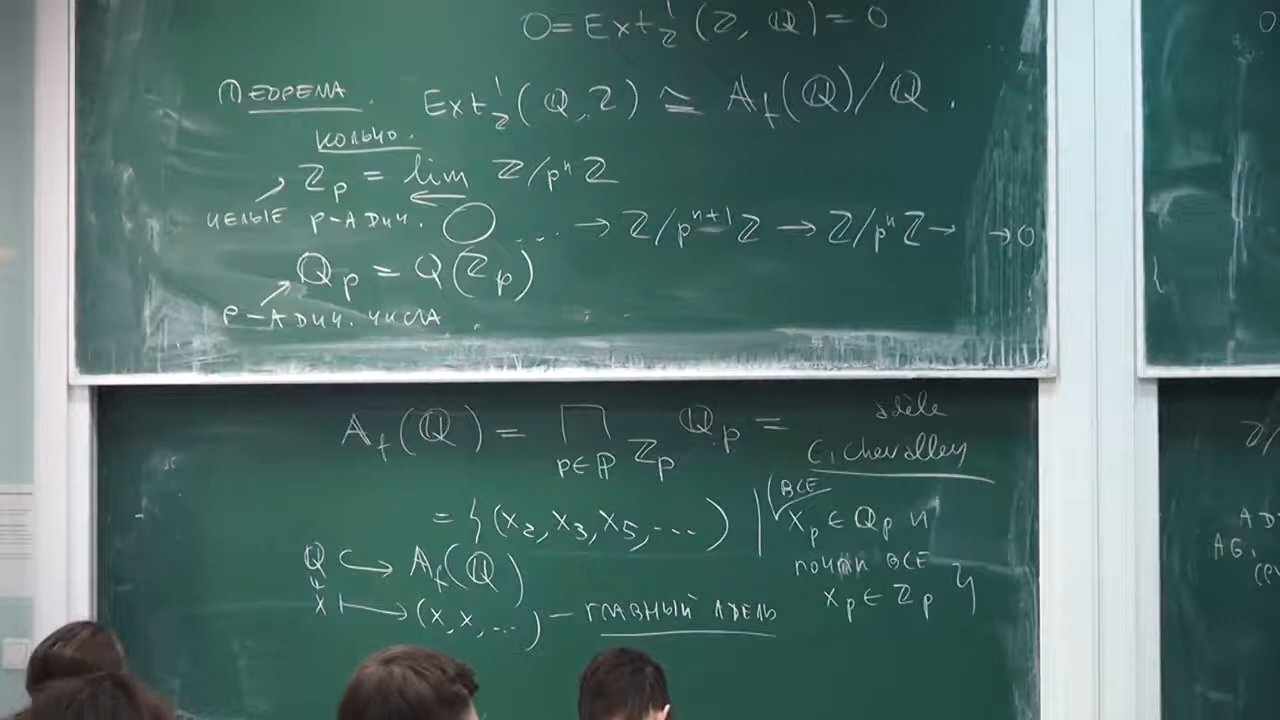 0 = Ext¹_Z (Z, Q) = 0
ТЕОРЕМА. Ext¹_Z (Q, Z) ≃ A_f(Q)/Q.
КОЛЬЦО.
Z_p = lim Z/pⁿZ
←
ЦЕЛЫЕ p-АДИЧ. ... → Z/pⁿ⁺¹Z → Z/pⁿZ → → 0
Q_p = Q(Z_p)
p-АДИЧ. ЧИСЛА.
A_f(Q) = ∏ Q_p = adèle
p∈P Z_p C. Chevalley
= {(x₂, x₃, x₅, ...) | ВСЕ x_p ∈ Q_p И
Q ↪ A_f(Q) ПОЧТИ ВСЕ
x ↦ (x, x, ...) – ГЛАВНЫЙ АДЕЛЬ x_p ∈ Z_p }